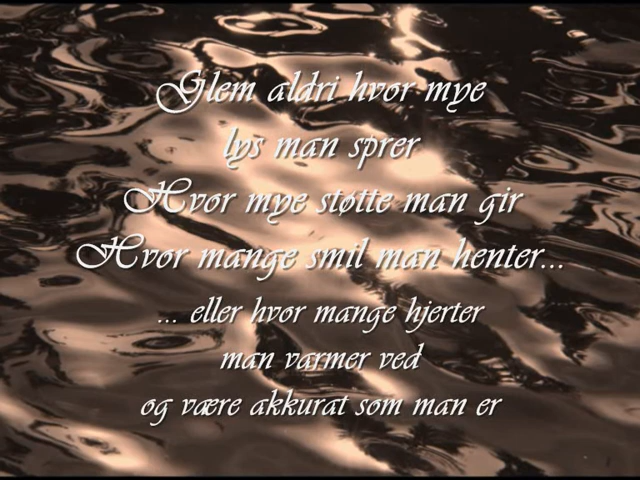 Glem aldri hvor mye
lys man sprer
Hvor mye støtte man gir
Hvor mange smil man henter...
... eller hvor mange hjerter
man varmer ved
og være akkurat som man er